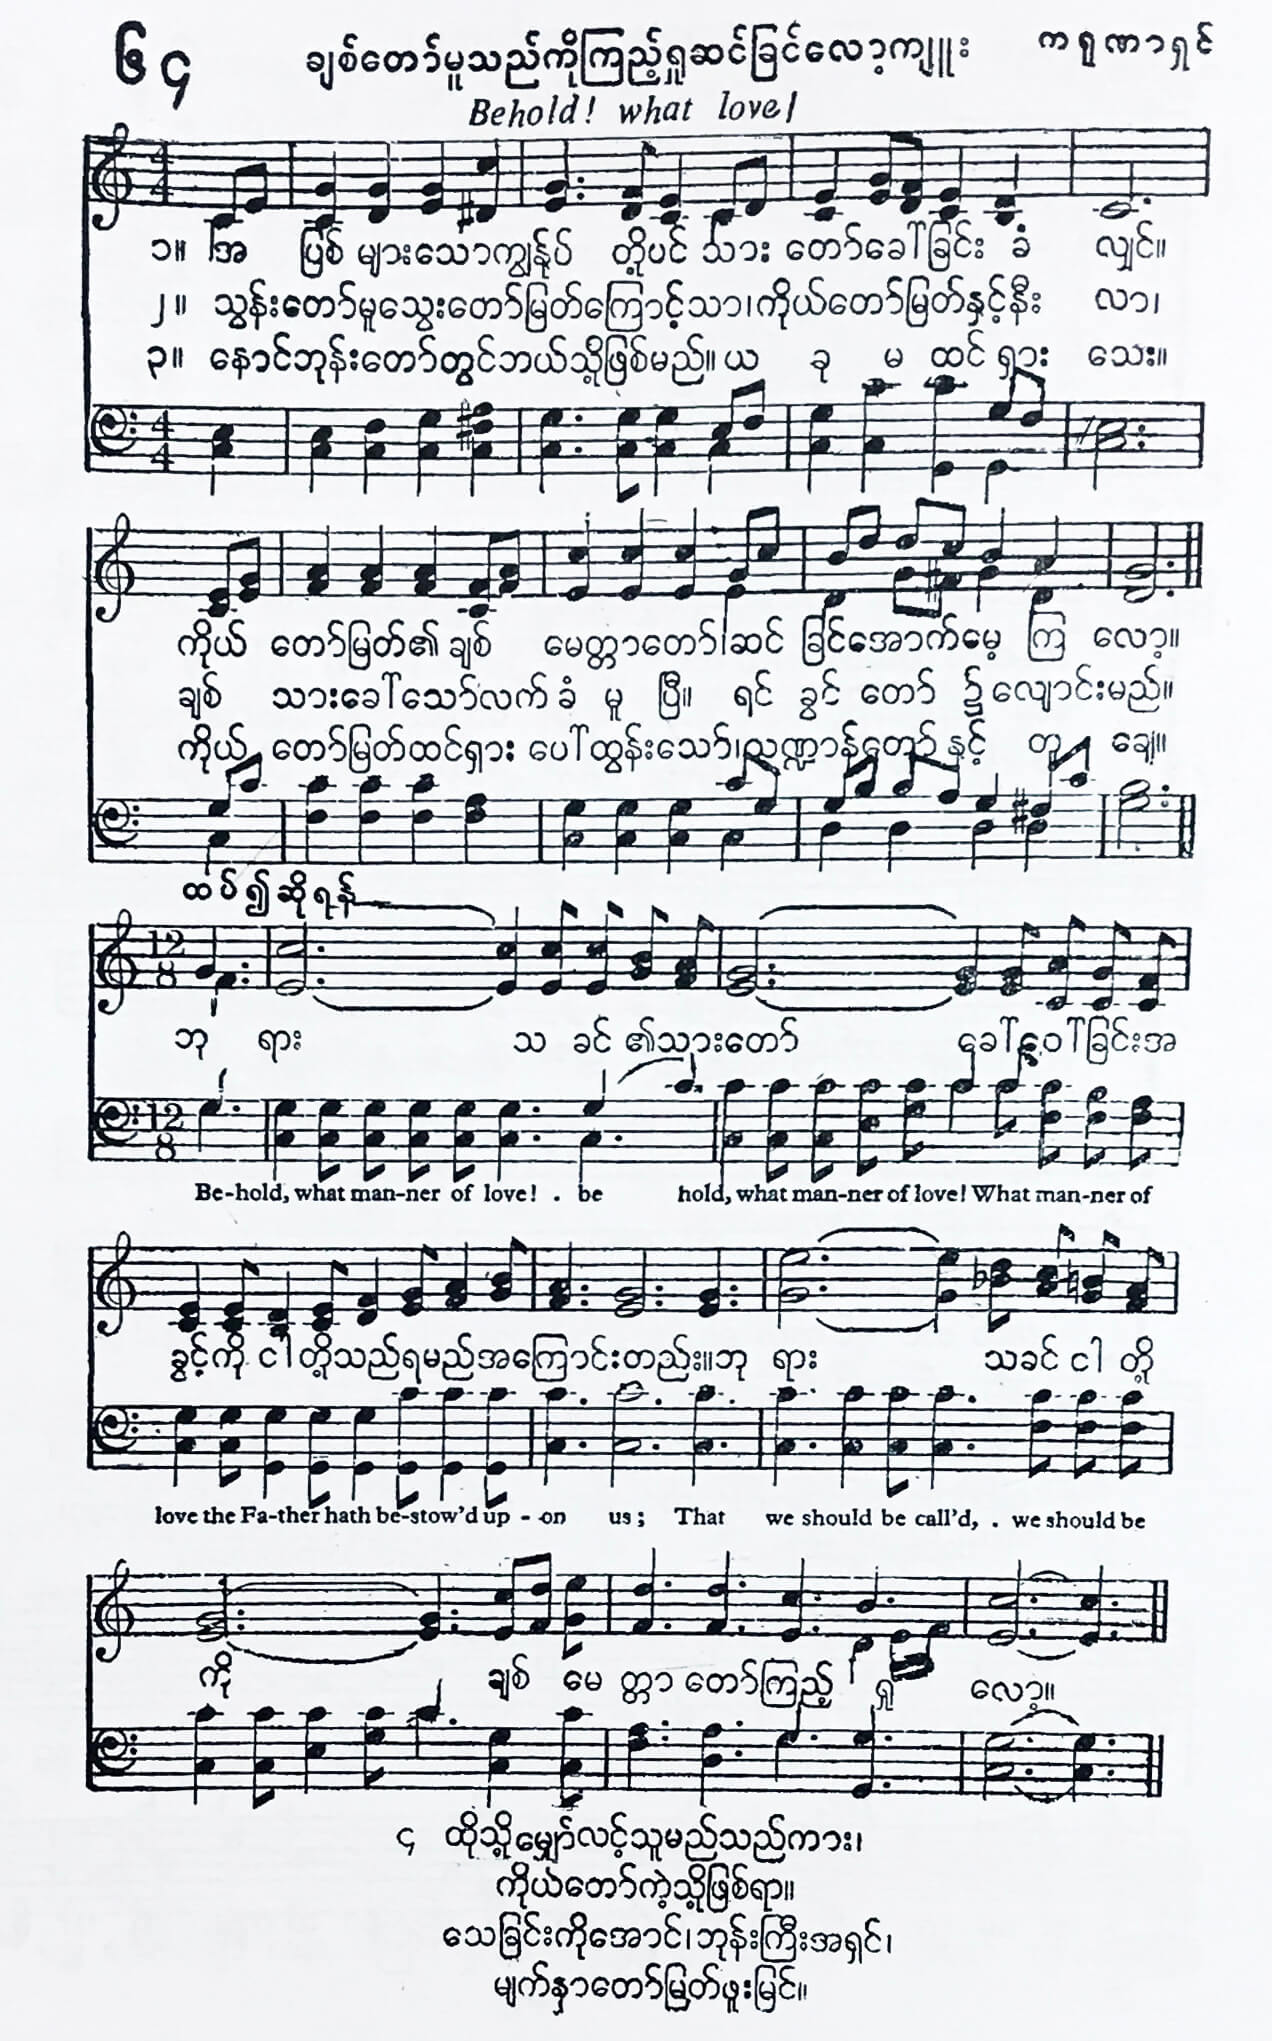 ၆၄ ချစ်တော်မူသည်ကိုကြည့်ရှုဆင်ခြင်လော့ကျူး ကရုဏာရှင်
Behold! what love!
၁။ အ ပြစ် များသောကျွန်ုပ် တို့ပင် သား တော်ခေါ်ခြင်း ခံ လျှင်။
၂။ သွန်းတော်မူသွေးတော်မြတ်ကြောင့်သာ၊ကိုယ်တော်မြတ်နှင့်နီး လာ၊
၃။ နောင်ဘုန်းတော်တွင်ဘယ်သို့ဖြစ်မည်။ ယ ခု မ ထင် ရှား သေး။
ကိုယ် တော်မြတ်၏ ချစ် မေတ္တာတော်၊ဆင် ခြင်အောက်မေ့ ကြ လော့။
ချစ် သားခေါ်သော်လက် ခံ မူ ပြီ။ ရင် ခွင် တော် ၌ လျောင်းမည်။
ကိုယ် တော်မြတ်ထင်ရှား ပေါ်ထွန်းသော်၊ နှင့် တူ ချေ။
ထပ်၍ ဆိုရန်
ဘု ရား သ ခင် ၏သားတော် ခေါ်ဝေါ်ခြင်းအ
Be-hold, what man-ner of love! . be hold, what man-ner of love! What man-ner of
ခွင့်ကို ငါတို့သည်ရမည်အကြောင်းတည်း။ဘု ရား သခင် ငါ တို့
love the Fa-ther hath be-stow'd up - on us; That we should be call'd, . we should be
ကို ချစ် မေ တ္တာ တော်ကြည့် ရှု လော့။
၄ ထိုသို့မျှော်လင့်သူမည်သည်ကား၊
ကိုယ်တော်ကဲ့သို့ဖြစ်ရာ။
သေခြင်းကိုအောင်၊ဘုန်းကြီးအရှင်၊
မျက်နှာတော်မြတ်ဖူးမြင်။